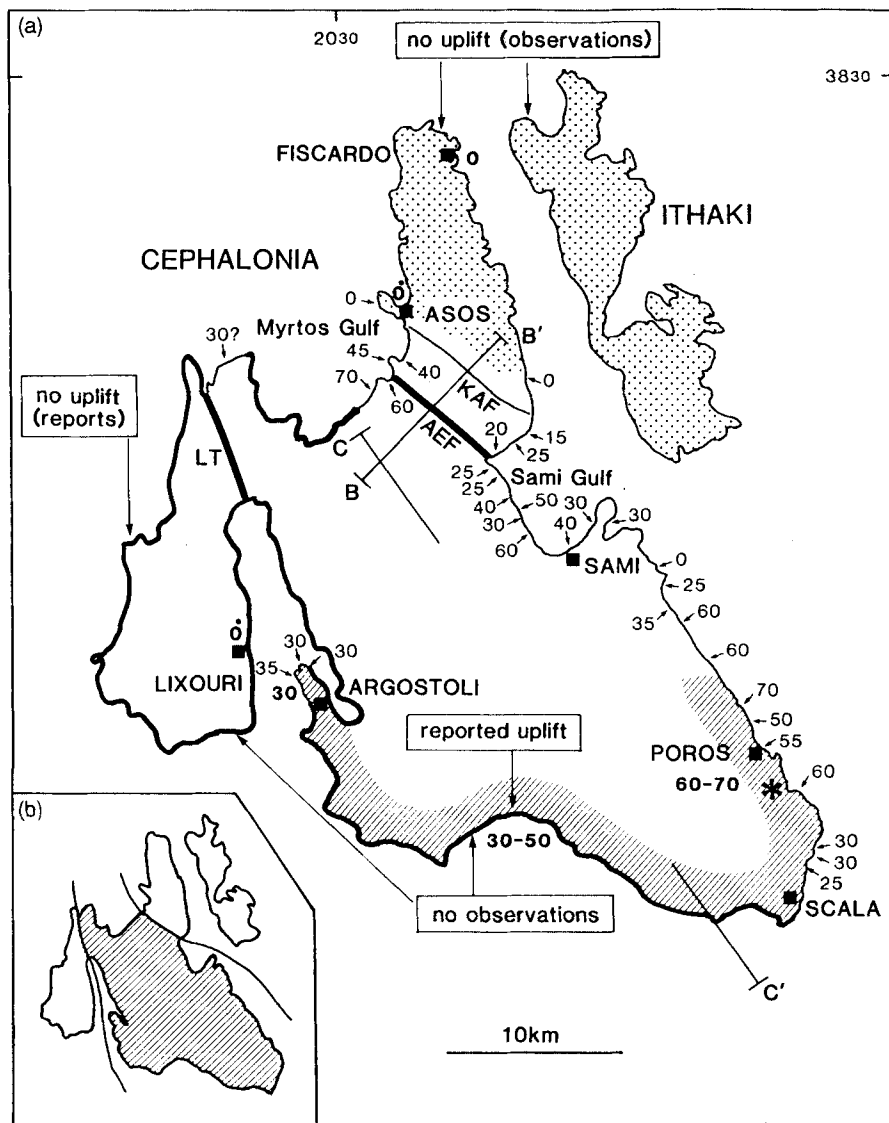 (a)
2030
no uplift (observations)
3830
FISCARDO
0
ITHAKI
CEPHALONIA
0
0
ASOS
Myrtos Gulf
B'
30?
45
40
0
no uplift
(reports)
70
60
KAF
AEF
20
15
25
C
LT
B
Sami Gulf
25
25
40
50
30
30
30
40
60
SAMI
0
25
35
60
0
30
30
35
60
LIXOURI
30
ARGOSTOLI
70
50
reported uplift
55
POROS
60-70
60
30-50
30
30
25
(b)
no observations
SCALA
C'
10km